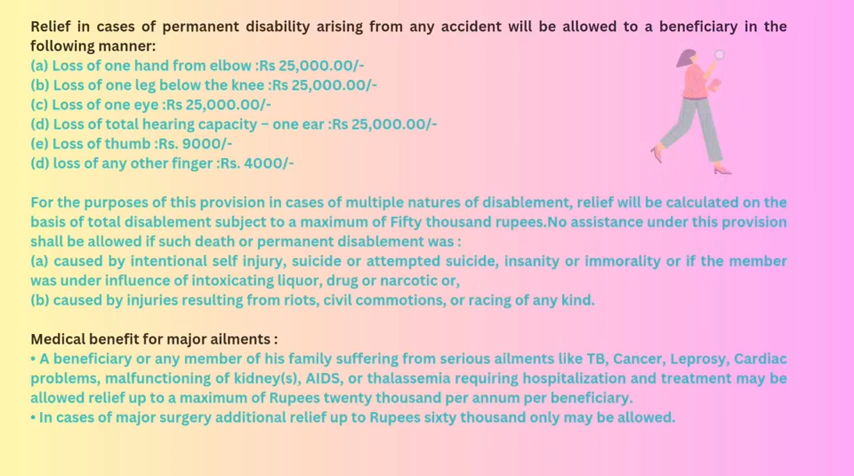 Relief in cases of permanent disability arising from any accident will be allowed to a beneficiary in the
following manner:
(a) Loss of one hand from elbow :Rs 25,000.00/-
(b) Loss of one leg below the knee :Rs 25,000.00/-
(c) Loss of one eye :Rs 25,000.00/-
(d) Loss of total hearing capacity – one ear :Rs 25,000.00/-
(e) Loss of thumb :Rs. 9000/-
(d) loss of any other finger :Rs. 4000/-
For the purposes of this provision in cases of multiple natures of disablement, relief will be calculated on the
basis of total disablement subject to a maximum of Fifty thousand rupees.No assistance under this provision
shall be allowed if such death or permanent disablement was :
(a) caused by intentional self injury, suicide or attempted suicide, insanity or immorality or if the member
was under influence of intoxicating liquor, drug or narcotic or,
(b) caused by injuries resulting from riots, civil commotions, or racing of any kind.
Medical benefit for major ailments :
• A beneficiary or any member of his family suffering from serious ailments like TB, Cancer, Leprosy, Cardiac
problems, malfunctioning of kidney(s), AIDS, or thalassemia requiring hospitalization and treatment may be
allowed relief up to a maximum of Rupees twenty thousand per annum per beneficiary.
• In cases of major surgery additional relief up to Rupees sixty thousand only may be allowed.